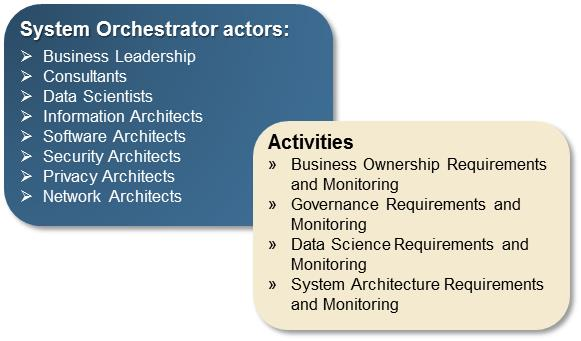 System Orchestrator actors:
➢ Business Leadership
➢ Consultants
➢ Data Scientists
➢ Information Architects
➢ Software Architects
➢ Security Architects
➢ Privacy Architects
➢ Network Architects
Activities
» Business Ownership Requirements
and Monitoring
» Governance Requirements and
Monitoring
» Data Science Requirements and
Monitoring
» System Architecture Requirements
and Monitoring